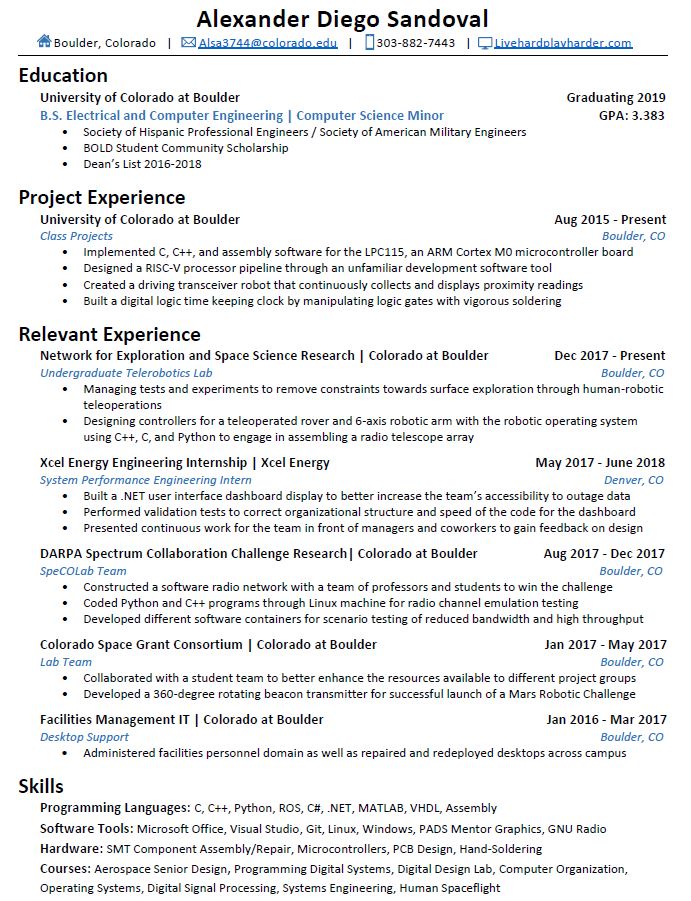 Alexander Diego Sandoval
Boulder, Colorado | Alsa3744@colorado.edu | 303-882-7443 | Livehardplayharder.com
Education
University of Colorado at Boulder Graduating 2019
B.S. Electrical and Computer Engineering | Computer Science Minor GPA: 3.383
• Society of Hispanic Professional Engineers / Society of American Military Engineers
• BOLD Student Community Scholarship
• Dean's List 2016-2018
Project Experience
University of Colorado at Boulder Aug 2015 - Present
Class Projects Boulder, CO
• Implemented C, C++, and assembly software for the LPC115, an ARM Cortex M0 microcontroller board
• Designed a RISC-V processor pipeline through an unfamiliar development software tool
• Created a driving transceiver robot that continuously collects and displays proximity readings
• Built a digital logic time keeping clock by manipulating logic gates with vigorous soldering
Relevant Experience
Network for Exploration and Space Science Research | Colorado at Boulder Dec 2017 - Present
Undergraduate Telerobotics Lab Boulder, CO
• Managing tests and experiments to remove constraints towards surface exploration through human-robotic
teleoperations
• Designing controllers for a teleoperated rover and 6-axis robotic arm with the robotic operating system
using C++, C, and Python to engage in assembling a radio telescope array
Xcel Energy Engineering Internship | Xcel Energy May 2017 - June 2018
System Performance Engineering Intern Denver, CO
• Built a .NET user interface dashboard display to better increase the team's accessibility to outage data
• Performed validation tests to correct organizational structure and speed of the code for the dashboard
• Presented continuous work for the team in front of managers and coworkers to gain feedback on design
DARPA Spectrum Collaboration Challenge Research| Colorado at Boulder Aug 2017 - Dec 2017
SpeCOLab Team Boulder, CO
• Constructed a software radio network with a team of professors and students to win the challenge
• Coded Python and C++ programs through Linux machine for radio channel emulation testing
• Developed different software containers for scenario testing of reduced bandwidth and high throughput
Colorado Space Grant Consortium | Colorado at Boulder Jan 2017 - May 2017
Lab Team Boulder, CO
• Collaborated with a student team to better enhance the resources available to different project groups
• Developed a 360-degree rotating beacon transmitter for successful launch of a Mars Robotic Challenge
Facilities Management IT | Colorado at Boulder Jan 2016 - Mar 2017
Desktop Support Boulder, CO
• Administered facilities personnel domain as well as repaired and redeployed desktops across campus
Skills
Programming Languages: C, C++, Python, ROS, C#, .NET, MATLAB, VHDL, Assembly
Software Tools: Microsoft Office, Visual Studio, Git, Linux, Windows, PADS Mentor Graphics, GNU Radio
Hardware: SMT Component Assembly/Repair, Microcontrollers, PCB Design, Hand-Soldering
Courses: Aerospace Senior Design, Programming Digital Systems, Digital Design Lab, Computer Organization,
Operating Systems, Digital Signal Processing, Systems Engineering, Human Spaceflight